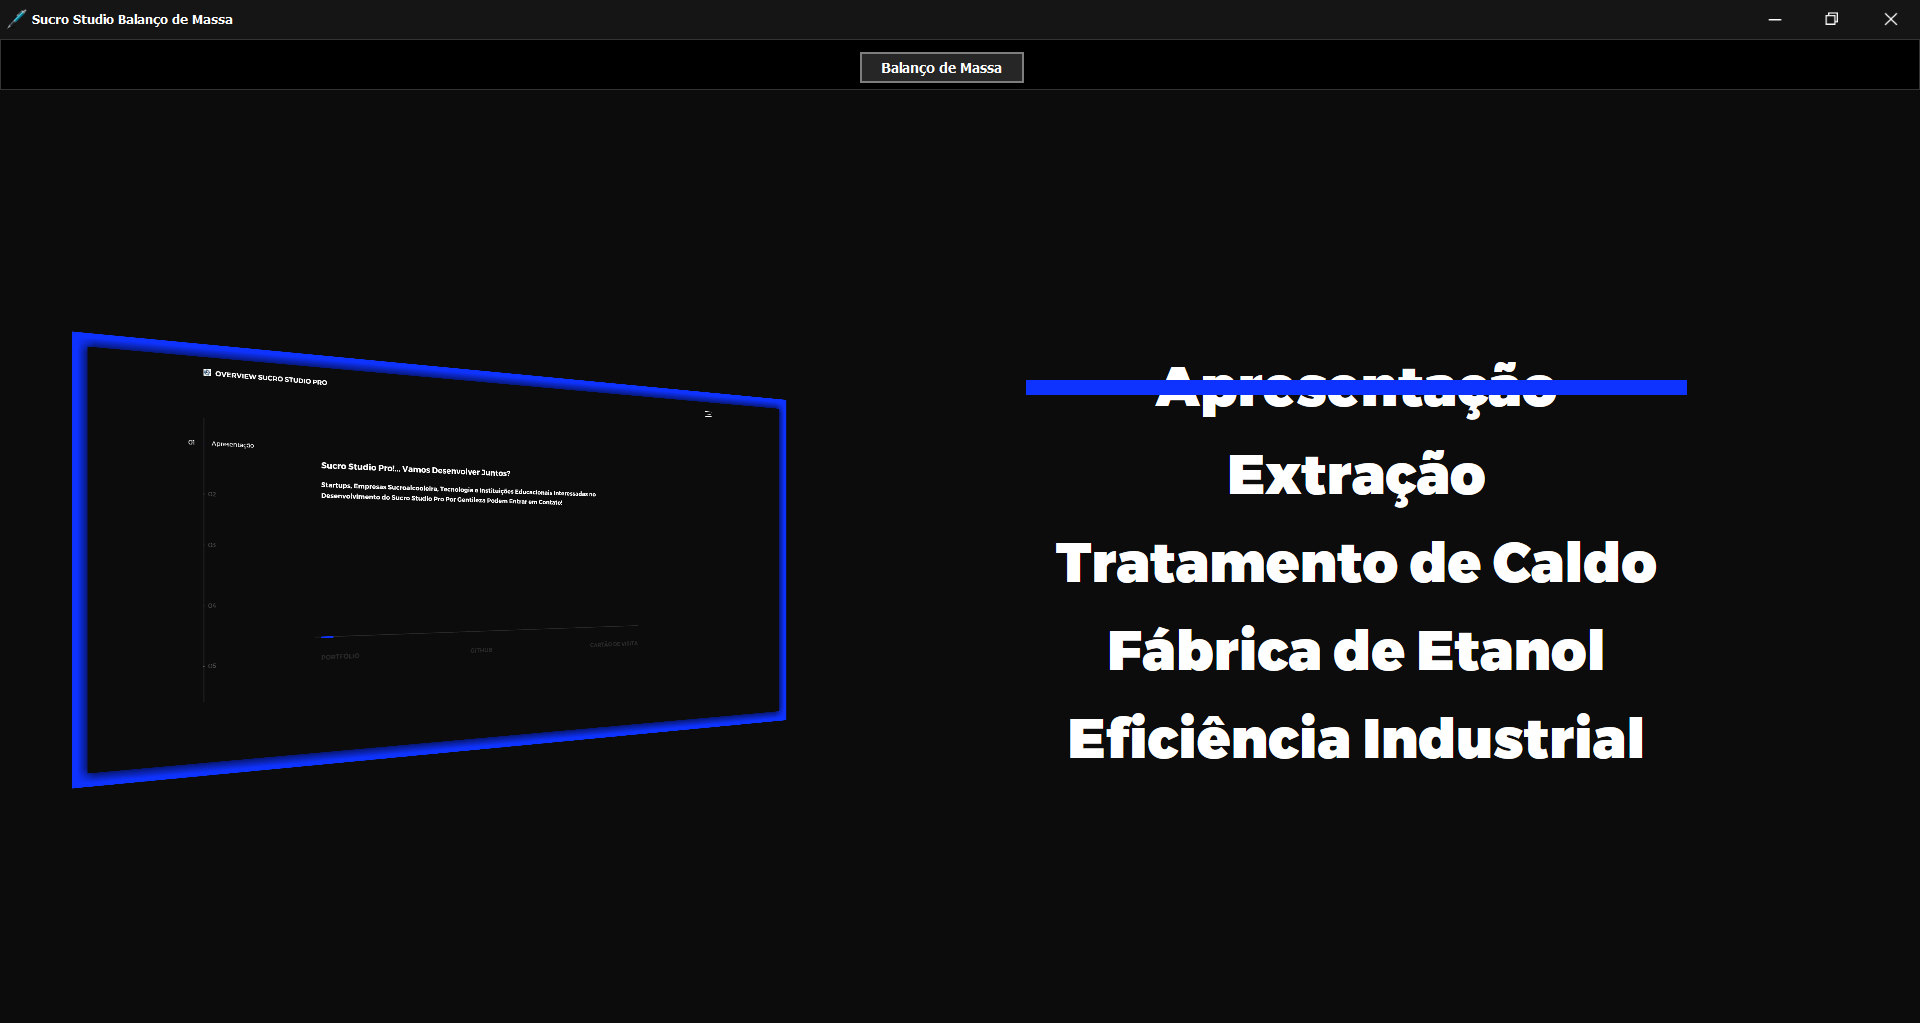 Sucro Studio Balanço de Massa
Balanço de Massa
OVERVIEW SUCRO STUDIO PRO
01 Apresentação
Sucro Studio Pro!... Vamos Desenvolver Juntos?
Startups, Empresas Sucroalcooleira, Tecnologia e Instituições Educacionais Interessadas no
Desenvolvimento do Sucro Studio Pro Por Gentileza Podem Entrar em Contato!
02
03
04
05
PORTFOLIO GITHUB CARTÃO DE VISITA
Apresentação
Extração
Tratamento de Caldo
Fábrica de Etanol
Eficiência Industrial